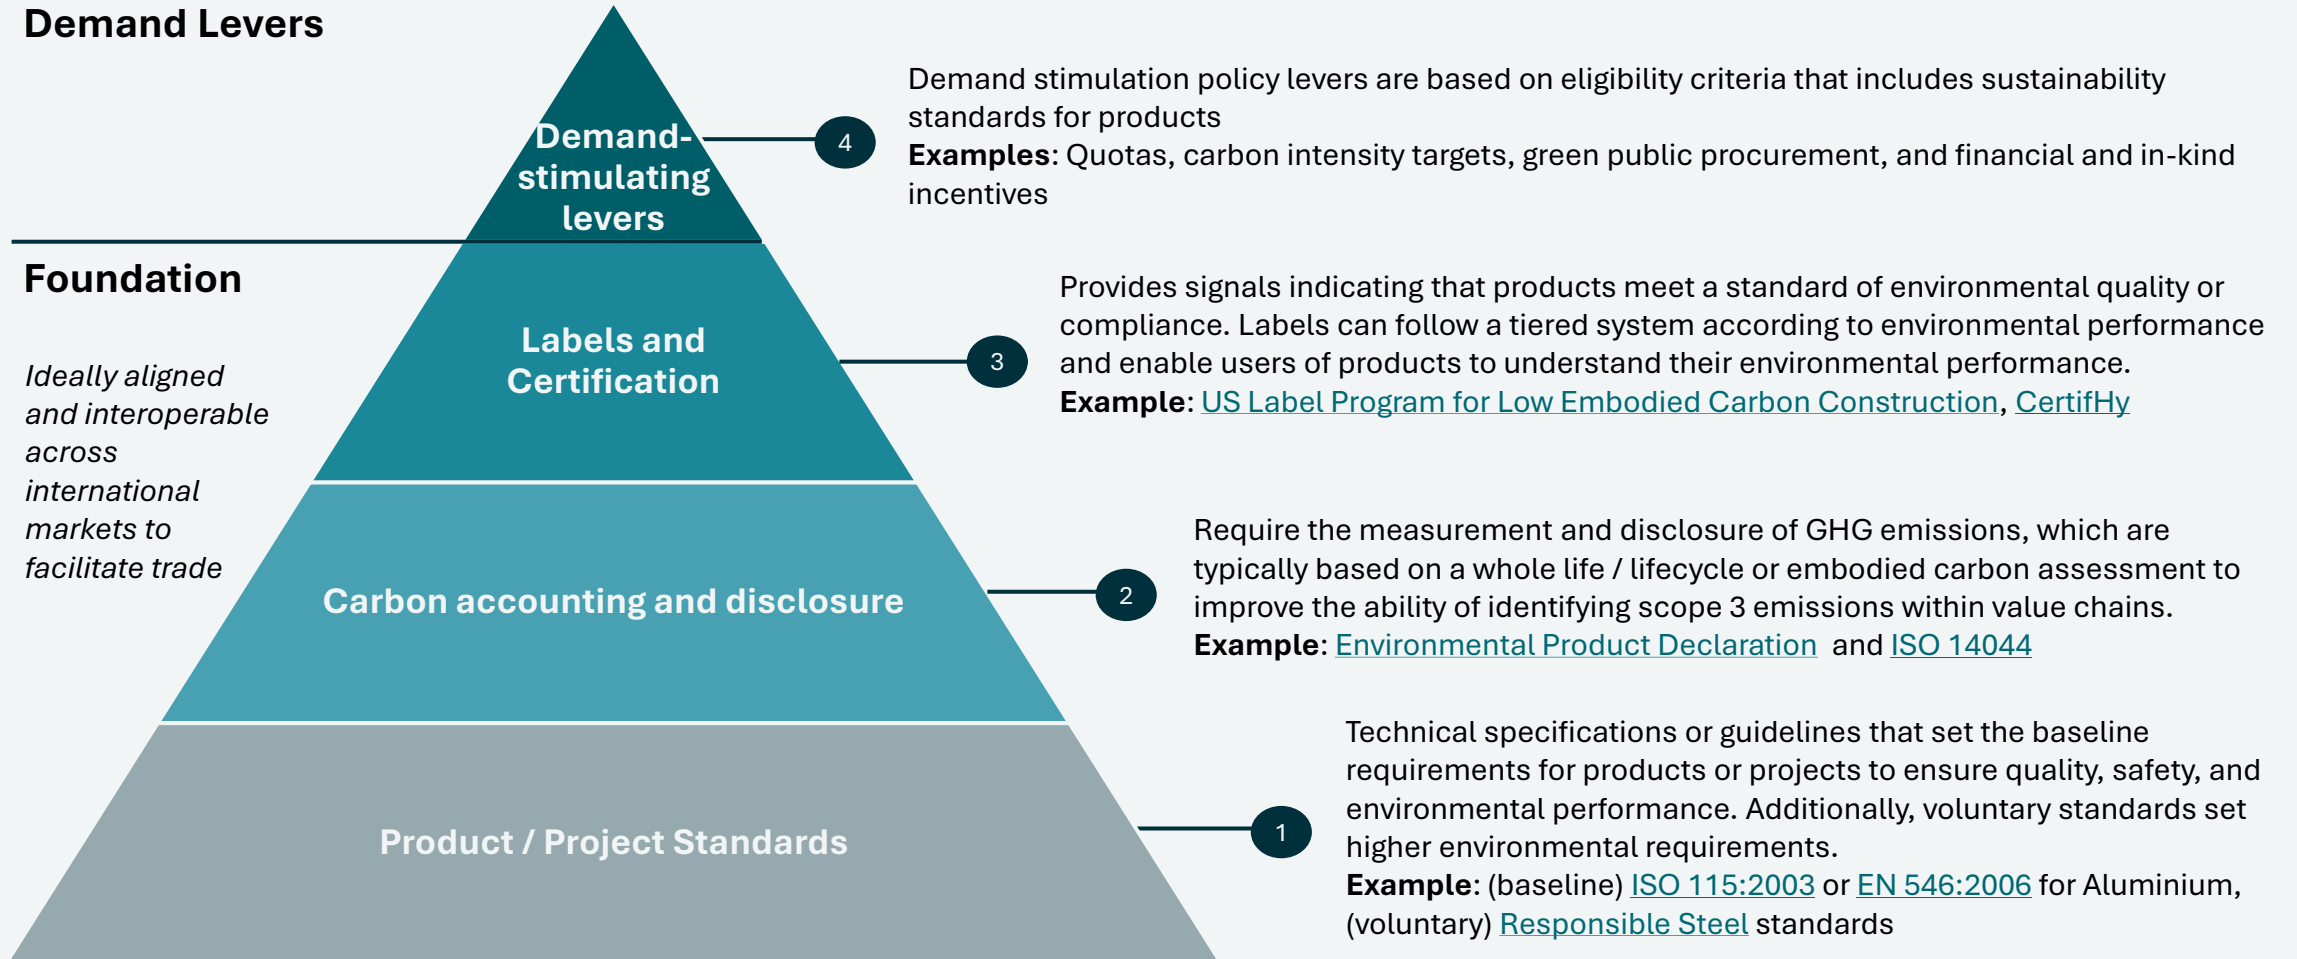 Demand Levers
Demand-
stimulating
levers
4
Demand stimulation policy levers are based on eligibility criteria that includes sustainability
standards for products
Examples: Quotas, carbon intensity targets, green public procurement, and financial and in-kind
incentives
Foundation
Ideally aligned
and interoperable
across
international
markets to
facilitate trade
Labels and
Certification
3
Provides signals indicating that products meet a standard of environmental quality or
compliance. Labels can follow a tiered system according to environmental performance
and enable users of products to understand their environmental performance.
Example: US Label Program for Low Embodied Carbon Construction, CertifHy
Carbon accounting and disclosure
2
Require the measurement and disclosure of GHG emissions, which are
typically based on a whole life / lifecycle or embodied carbon assessment to
improve the ability of identifying scope 3 emissions within value chains.
Example: Environmental Product Declaration and ISO 14044
Product / Project Standards
1
Technical specifications or guidelines that set the baseline
requirements for products or projects to ensure quality, safety, and
environmental performance. Additionally, voluntary standards set
higher environmental requirements.
Example: (baseline) ISO 115:2003 or EN 546:2006 for Aluminium,
(voluntary) Responsible Steel standards